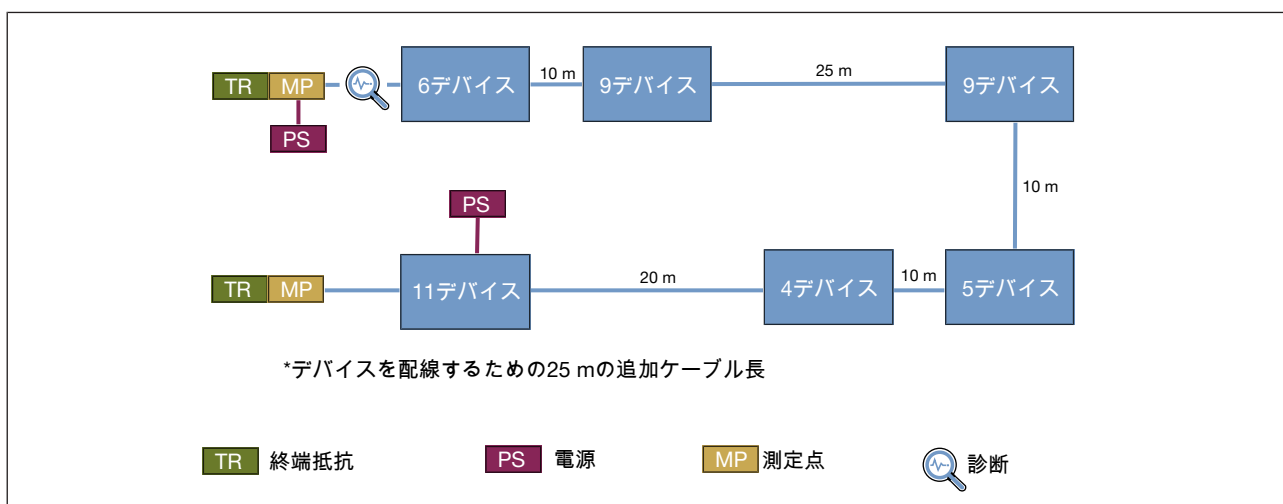 TR MP 6デバイス 10 m 9デバイス 25 m 9デバイス
PS
10 m
PS
TR MP 11デバイス 20 m 4デバイス 10 m 5デバイス
*デバイスを配線するための25 mの追加ケーブル長
TR 終端抵抗 PS 電源 MP 測定点 診断